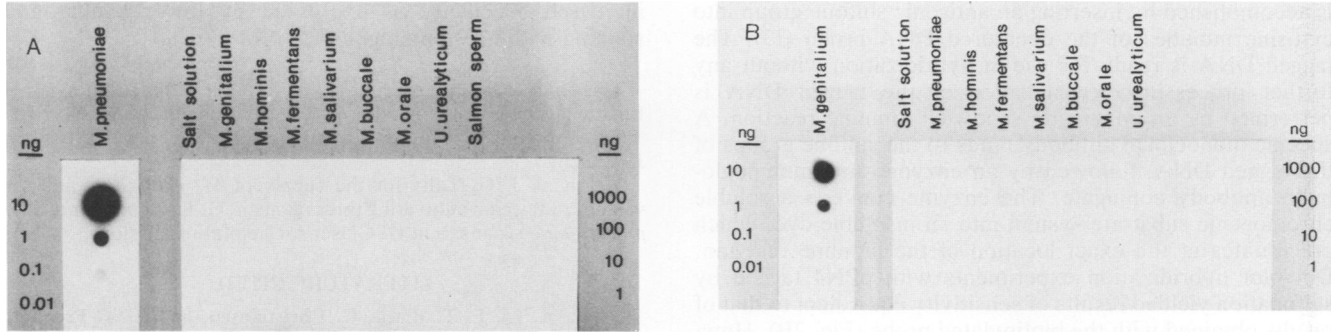 A
M.pneumoniae
Salt solution
M.genitalium
M.hominis
M.fermentans
M.salivarium
M.buccale
M.orale
U.urealyticum
Salmon sperm
ng
10
1
0.1
0.01
ng
1000
100
10
1
B
M.genitalium
Salt solution
M.pneumoniae
M.hominis
M.fermentans
M.salivarium
M.buccale
M.orale
U.urealyticum
ng
10
1
0.1
0.01
ng
1000
100
10
1